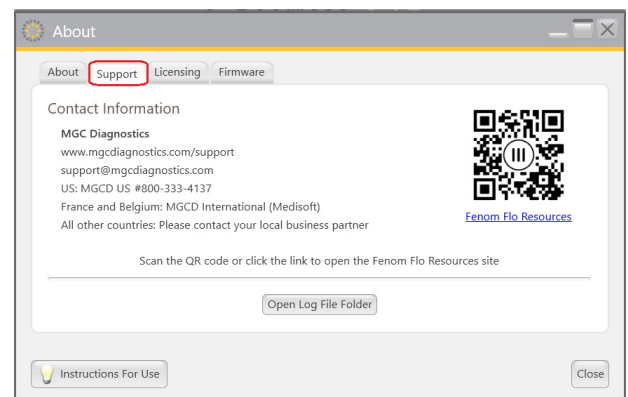 About
About Support Licensing Firmware
Contact Information
MGC Diagnostics
www.mgcdiagnostics.com/support
support@mgcdiagnostics.com
US: MGCD US #800-333-4137
France and Belgium: MGCD International (Medisoft)
All other countries: Please contact your local business partner
Fenom Flo Resources
Scan the QR code or click the link to open the Fenom Flo Resources site
Open Log File Folder
Instructions For Use
Close